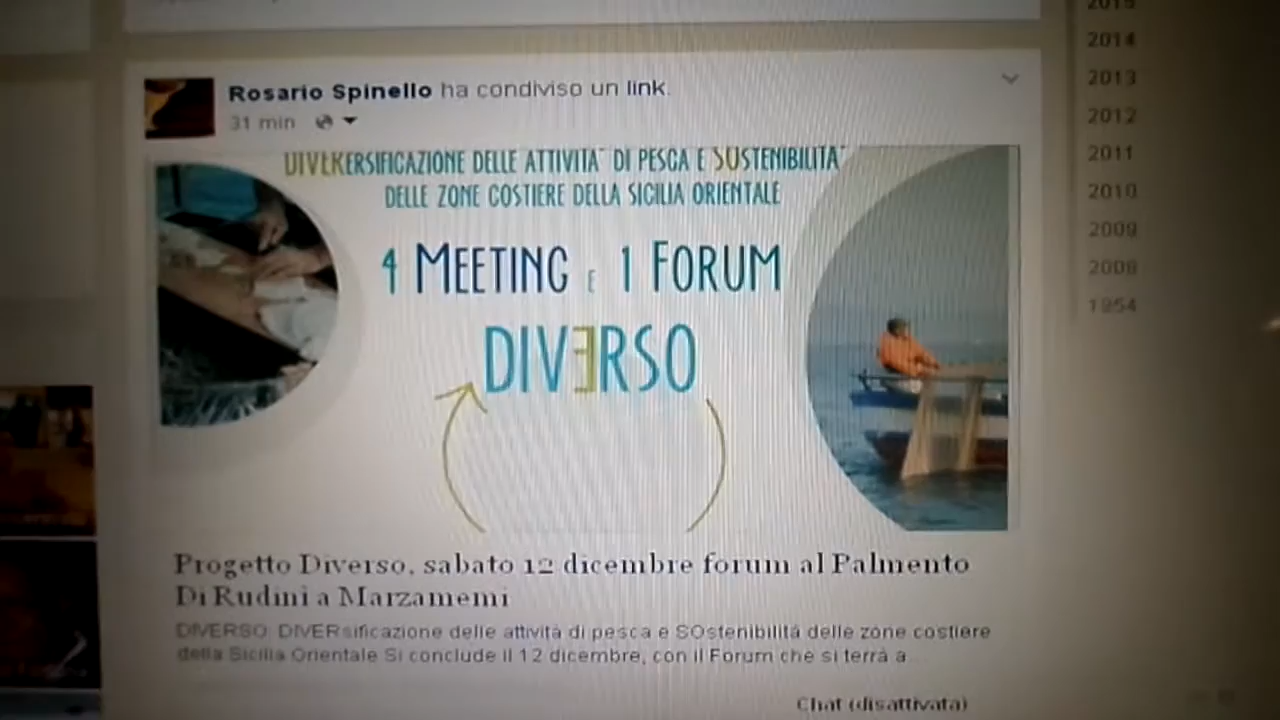 Rosario Spinello ha condiviso un link.
31 min
DIVERERSIFICAZIONE DELLE ATTIVITA' DI PESCA E SOSTENIBILITA'
DELLE ZONE COSTIERE DELLA SICILIA ORIENTALE
4 MEETING E 1 FORUM
DIVƎRSO
Progetto Diverso, sabato 12 dicembre forum al Palmento
Di Rudinì a Marzamemi
DIVERSO: DIVERsificazione delle attività di pesca e SOstenibilità delle zone costiere
della Sicilia Orientale Si conclude il 12 dicembre, con il Forum che si terrà a...
Chat (disattivata)
2015
2014
2013
2012
2011
2010
2009
2008
1954